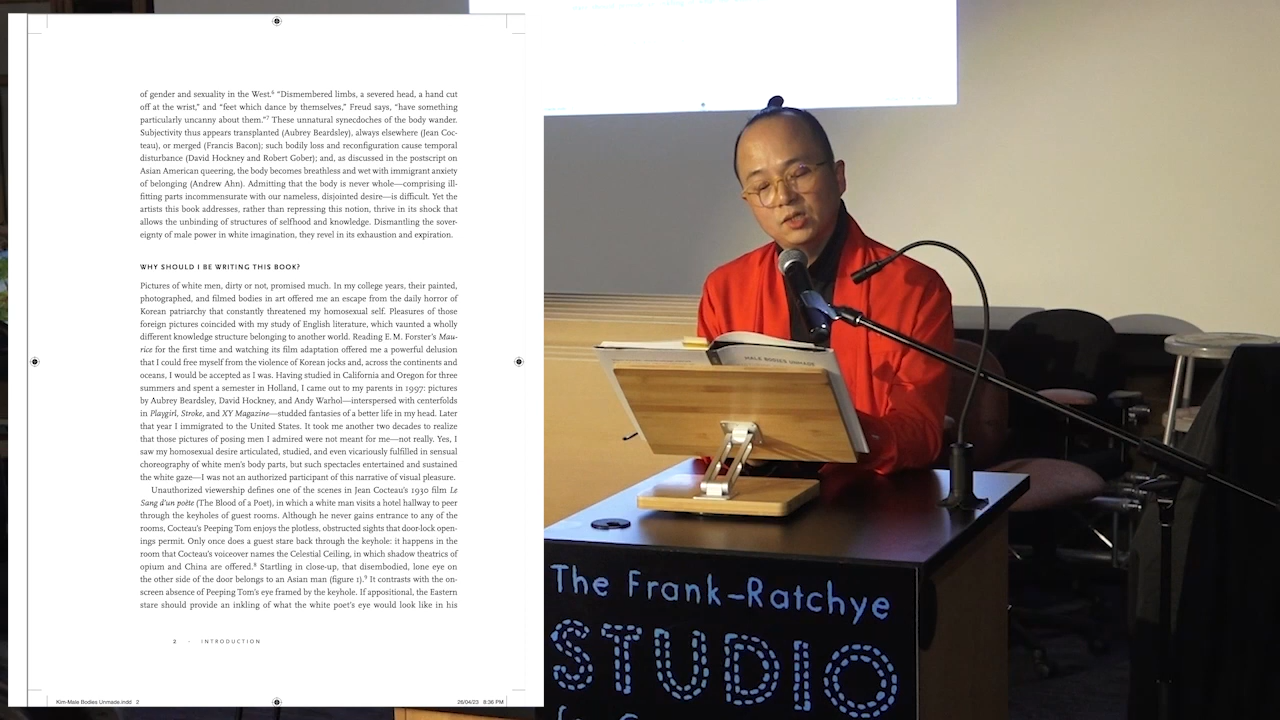 of gender and sexuality in the West.⁶ “Dismembered limbs, a severed head, a hand cut
off at the wrist,” and “feet which dance by themselves,” Freud says, “have something
particularly uncanny about them.”⁷ These unnatural synecdoches of the body wander.
Subjectivity thus appears transplanted (Aubrey Beardsley), always elsewhere (Jean Coc-
teau), or merged (Francis Bacon); such bodily loss and reconfiguration cause temporal
disturbance (David Hockney and Robert Gober); and, as discussed in the postscript on
Asian American queering, the body becomes breathless and wet with immigrant anxiety
of belonging (Andrew Ahn). Admitting that the body is never whole—comprising ill-
fitting parts incommensurate with our nameless, disjointed desire—is difficult. Yet the
artists this book addresses, rather than repressing this notion, thrive in its shock that
allows the unbinding of structures of selfhood and knowledge. Dismantling the sover-
eignty of male power in white imagination, they revel in its exhaustion and expiration.
WHY SHOULD I BE WRITING THIS BOOK?
Pictures of white men, dirty or not, promised much. In my college years, their painted,
photographed, and filmed bodies in art offered me an escape from the daily horror of
Korean patriarchy that constantly threatened my homosexual self. Pleasures of those
foreign pictures coincided with my study of English literature, which vaunted a wholly
different knowledge structure belonging to another world. Reading E. M. Forster’s Mau-
rice for the first time and watching its film adaptation offered me a powerful delusion
that I could free myself from the violence of Korean jocks and, across the continents and
oceans, I would be accepted as I was. Having studied in California and Oregon for three
summers and spent a semester in Holland, I came out to my parents in 1997: pictures
by Aubrey Beardsley, David Hockney, and Andy Warhol—interspersed with centerfolds
in Playgirl, Stroke, and XY Magazine—studded fantasies of a better life in my head. Later
that year I immigrated to the United States. It took me another two decades to realize
that those pictures of posing men I admired were not meant for me—not really. Yes, I
saw my homosexual desire articulated, studied, and even vicariously fulfilled in sensual
choreography of white men’s body parts, but such spectacles entertained and sustained
the white gaze—I was not an authorized participant of this narrative of visual pleasure.
Unauthorized viewership defines one of the scenes in Jean Cocteau’s 1930 film Le
Sang d’un poète (The Blood of a Poet), in which a white man visits a hotel hallway to peer
through the keyholes of guest rooms. Although he never gains entrance to any of the
rooms, Cocteau’s Peeping Tom enjoys the plotless, obstructed sights that door-lock open-
ings permit. Only once does a guest stare back through the keyhole: it happens in the
room that Cocteau’s voiceover names the Celestial Ceiling, in which shadow theatrics of
opium and China are offered.⁸ Startling in close-up, that disembodied, lone eye on
the other side of the door belongs to an Asian man (figure 1).⁹ It contrasts with the on-
screen absence of Peeping Tom’s eye framed by the keyhole. If appositional, the Eastern
stare should provide an inkling of what the white poet’s eye would look like in his
2 · INTRODUCTION
Kim-Male Bodies Unmade.indd 2
26/04/23 8:36 PM
MALE BODIES UNMADE
The Frank-Ratchye
STUDIO